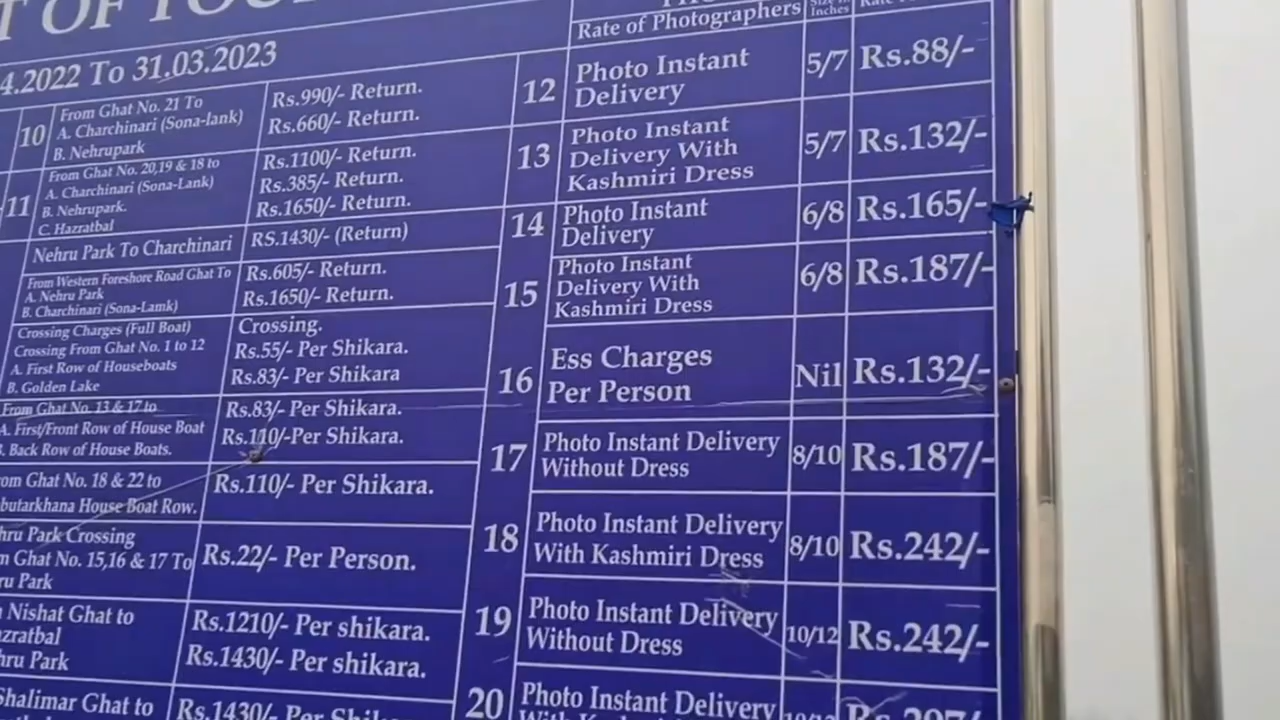 T OF TOU
4.2022 To 31.03.2023
10
From Ghat No. 21 To
A. Charchinari (Sona-lank)
B. Nehrupark
Rs.990/- Return.
Rs.660/- Return.
11
From Ghat No. 20,19 & 18 to
A. Charchinari (Sona-Lank)
B. Nehrupark.
C. Hazratbal
Rs.1100/- Return.
Rs.385/- Return.
Rs.1650/- Return.
Nehru Park To Charchinari
RS.1430/- (Return)
From Western Foreshore Road Ghat To
A. Nehru Park
B. Charchinari (Sona-Lamk)
Rs.605/- Return.
Rs.1650/- Return.
Crossing Charges (Full Boat)
Crossing From Ghat No. 1 to 12
A. First Row of Houseboats
B. Golden Lake
Crossing.
Rs.55/- Per Shikara.
Rs.83/- Per Shikara
From Ghat No. 13 & 17 to
A. First/Front Row of House Boat
B. Back Row of House Boats.
Rs.83/- Per Shikara.
Rs.110/-Per Shikara.
om Ghat No. 18 & 22 to
butarkhana House Boat Row.
Rs.110/- Per Shikara.
hru Park Crossing
m Ghat No. 15,16 & 17 To
ru Park
Rs.22/- Per Person.
Nishat Ghat to
zratbal
hru Park
Rs.1210/- Per shikara.
Rs.1430/- Per shikara.
Shalimar Ghat to
Rs.1430/- Per Shik
Rate of Photographers
Size in
Inches
12
Photo Instant
Delivery
5/7
Rs.88/-
13
Photo Instant
Delivery With
Kashmiri Dress
5/7
Rs.132/-
14
Photo Instant
Delivery
6/8
Rs.165/-
15
Photo Instant
Delivery With
Kashmiri Dress
6/8
Rs.187/-
16
Ess Charges
Per Person
Nil
Rs.132/-
17
Photo Instant Delivery
Without Dress
8/10
Rs.187/-
18
Photo Instant Delivery
With Kashmiri Dress
8/10
Rs.242/-
19
Photo Instant Delivery
Without Dress
10/12
Rs.242/-
20
Photo Instant Delivery